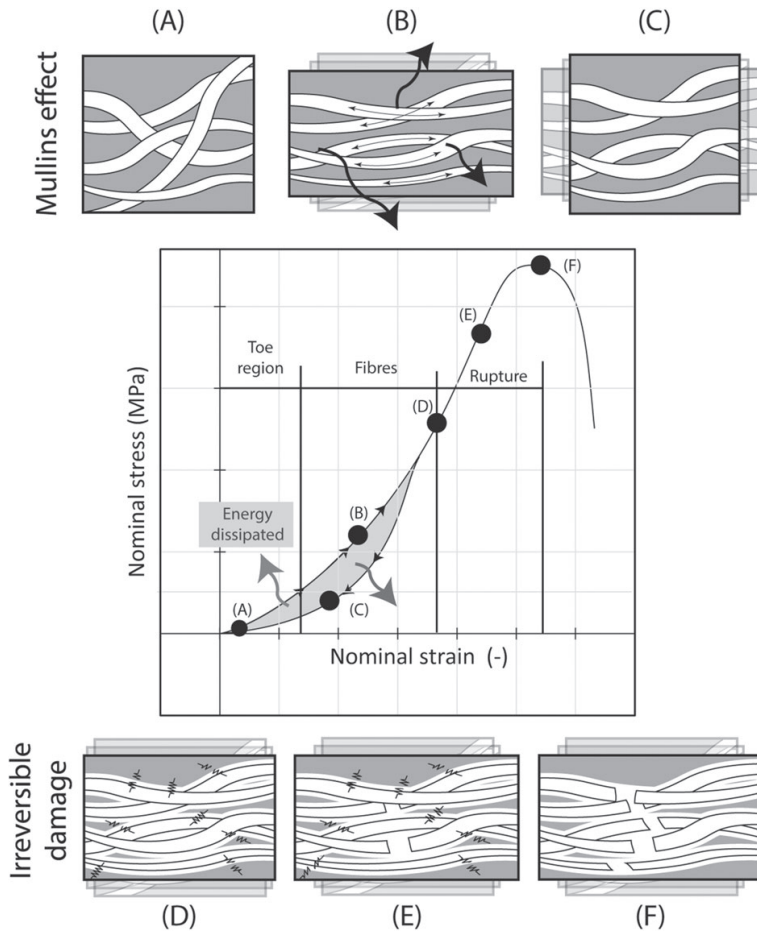 (A)
(B)
(C)
Mullins effect
Nominal stress (MPa)
Toe
region
Fibres
Rupture
(F)
(E)
(D)
Energy
dissipated
(B)
(A)
(C)
Nominal strain (-)
Irreversible
damage
(D)
(E)
(F)